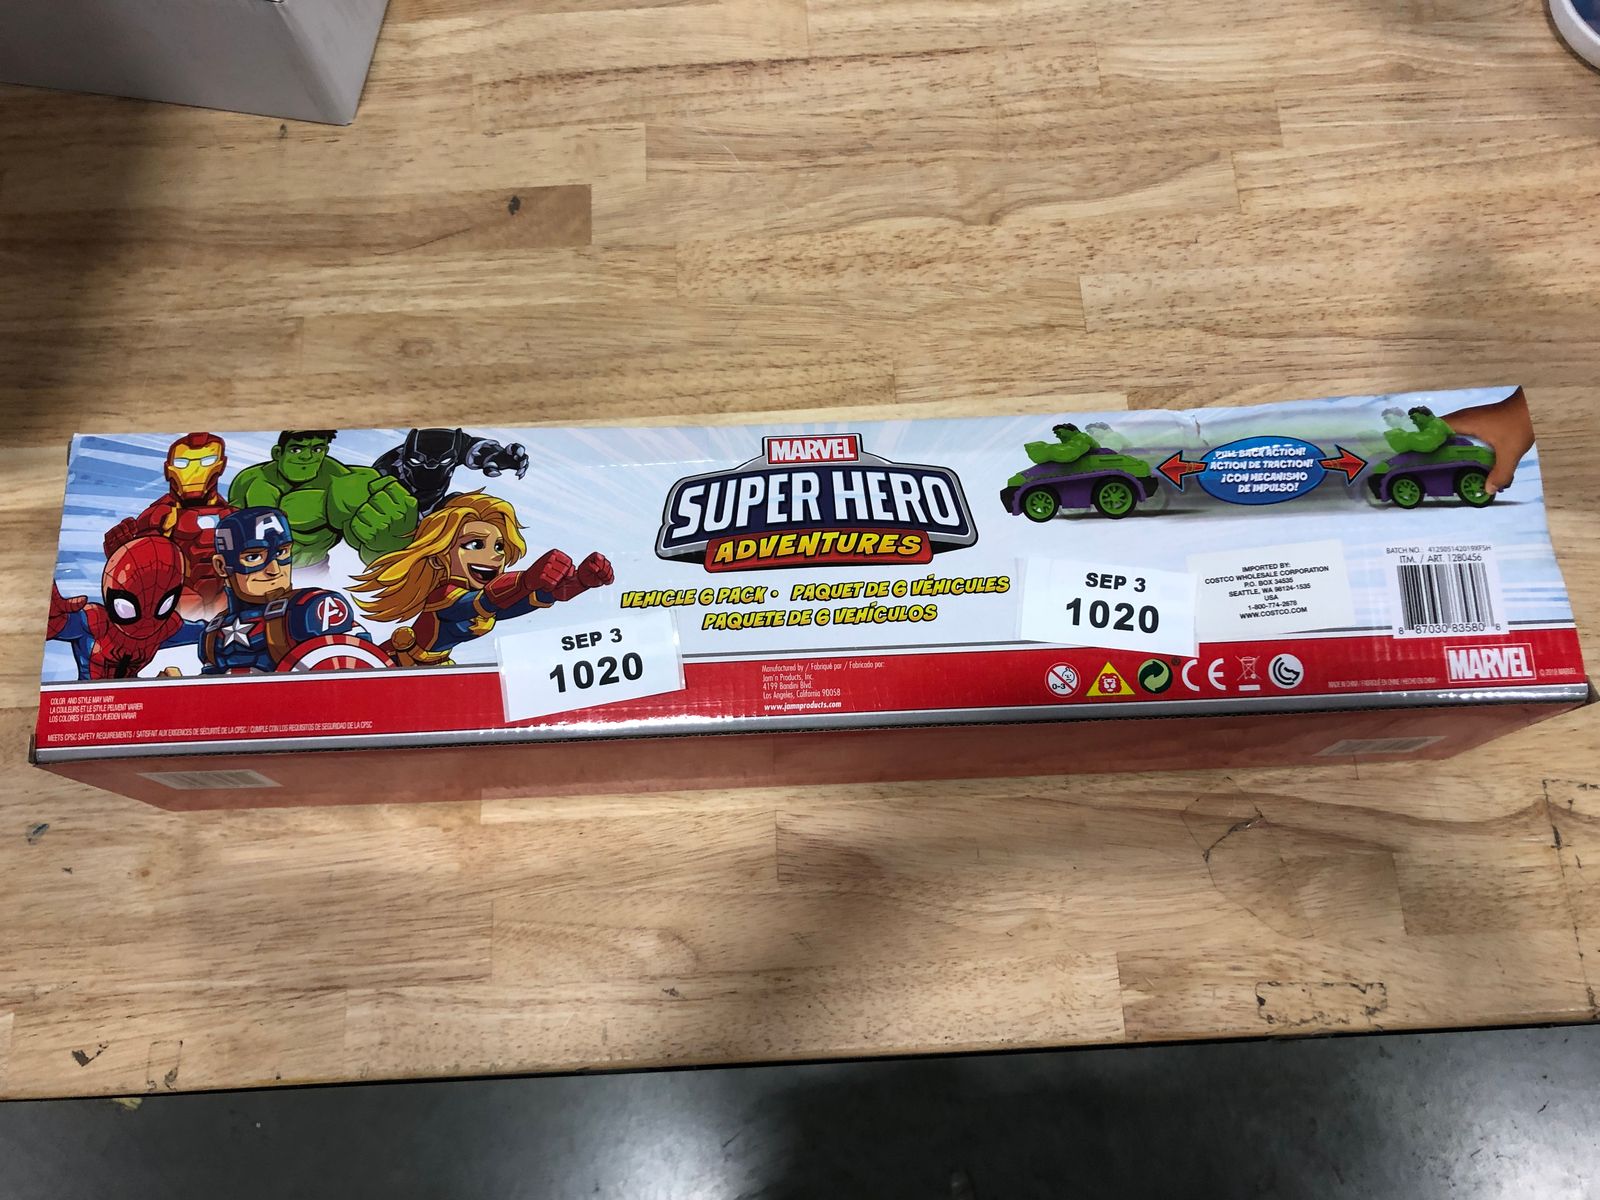 MARVEL
SUPER HERO
ADVENTURES
VEHICLE 6 PACK • PAQUET DE 6 VÉHICULES
PAQUETE DE 6 VEHÍCULOS
PULL BACK ACTION!
ACTION DE TRACTION!
¡CON MECANISMO
DE IMPULSO!
SEP 3
1020
SEP 3
1020
IMPORTED BY:
COSTCO WHOLESALE CORPORATION
P.O. BOX 34535
SEATTLE, WA 98124-1535
USA
1-800-774-2678
WWW.COSTCO.COM
BATCH NO.:
ITM. / ART. 1280456
8 87030 83580 8
A
A
COLOR AND STYLE MAY VARY
LA COULEUR ET LE STYLE PEUVENT VARIER
LOS COLORES Y ESTILOS PUEDEN VARIAR
MEETS CPSC SAFETY REQUIREMENTS / SATISFAIT AUX EXIGENCES DE SÉCURITÉ DE LA CPSC / CUMPLE CON LOS REQUISITOS DE SEGURIDAD DE LA CPSC
Manufactured by / Fabriqué par / Fabricado por:
Jam'n Products, Inc.
4199 Bandini Blvd.
Los Angeles, California 90058
www.jamnproducts.com
0-3
CE
MADE IN CHINA / FABRIQUÉ EN CHINE / HECHO EN CHINA
MARVEL
© 2019 MARVEL